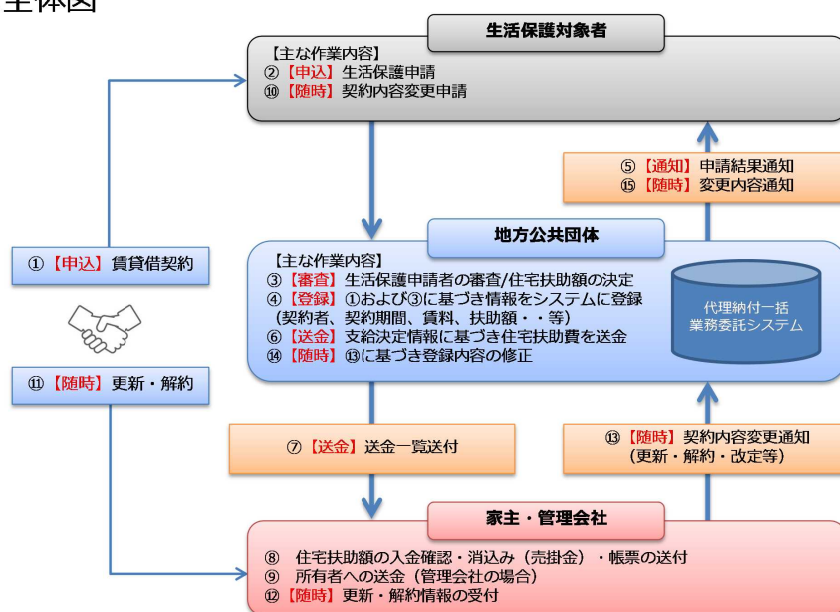 全体図
生活保護対象者
【主な作業内容】
②【申込】生活保護申請
⑩【随時】契約内容変更申請
⑤【通知】申請結果通知
⑮【随時】変更内容通知
①【申込】賃貸借契約
⑪【随時】更新・解約
地方公共団体
【主な作業内容】
③【審査】生活保護申請者の審査/住宅扶助額の決定
④【登録】①および③に基づき情報をシステムに登録
（契約者、契約期間、賃料、扶助額・・等）
⑥【送金】支給決定情報に基づき住宅扶助費を送金
⑭【随時】⑬に基づき登録内容の修正
代理納付一括
業務委託システム
⑦【送金】送金一覧送付
⑬【随時】契約内容変更通知
（更新・解約・改定等）
家主・管理会社
⑧ 住宅扶助額の入金確認・消込み（売掛金）・帳票の送付
⑨ 所有者への送金（管理会社の場合）
⑫【随時】更新・解約情報の受付